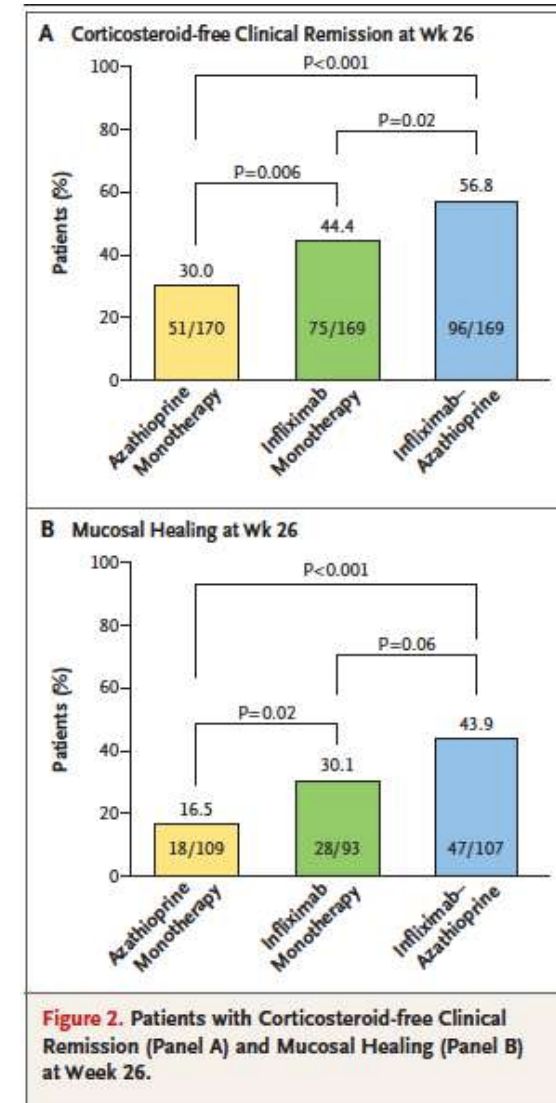 A Corticosteroid-free Clinical Remission at Wk 26
P<0.001
P=0.02
P=0.006
56.8
44.4
30.0
51/170
75/169
96/169
Patients (%)
100
80
60
40
20
0
Azathioprine
Monotherapy
Infliximab
Monotherapy
Infliximab–
Azathioprine
B Mucosal Healing at Wk 26
P<0.001
P=0.06
P=0.02
43.9
30.1
16.5
18/109
28/93
47/107
Patients (%)
100
80
60
40
20
0
Azathioprine
Monotherapy
Infliximab
Monotherapy
Infliximab–
Azathioprine
Figure 2. Patients with Corticosteroid-free Clinical
Remission (Panel A) and Mucosal Healing (Panel B)
at Week 26.